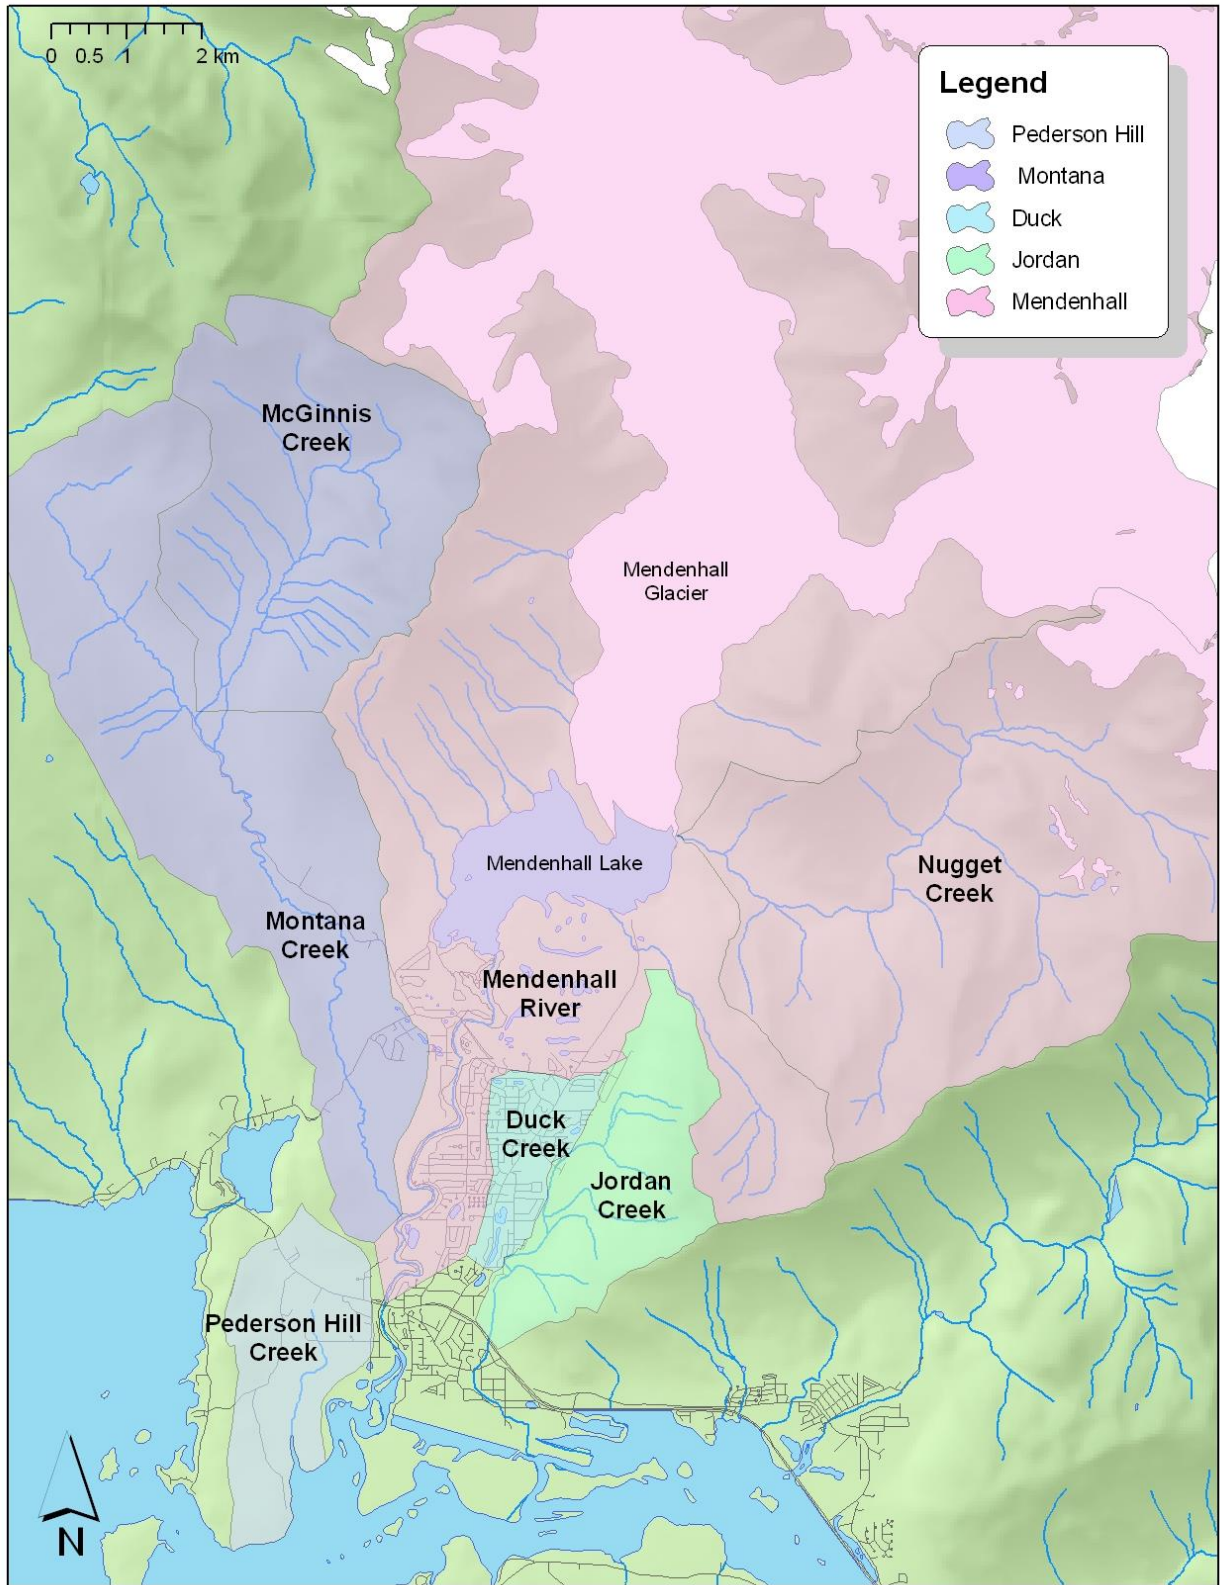 0 0.5 1 2 km
Legend
Pederson Hill
Montana
Duck
Jordan
Mendenhall
McGinnis
Creek
Mendenhall
Glacier
Mendenhall Lake
Nugget
Creek
Montana
Creek
Mendenhall
River
Duck
Creek
Jordan
Creek
Pederson Hill
Creek
N